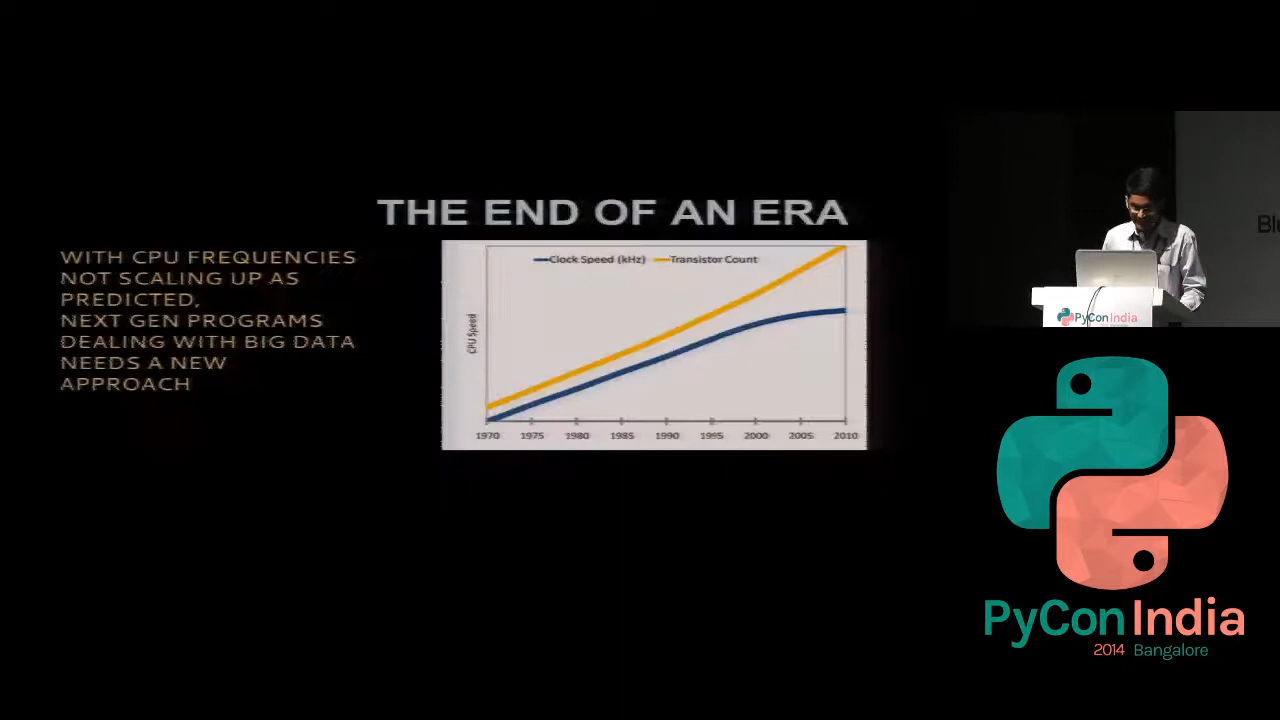 THE END OF AN ERA
WITH CPU FREQUENCIES
NOT SCALING UP AS
PREDICTED,
NEXT GEN PROGRAMS
DEALING WITH BIG DATA
NEEDS A NEW
APPROACH
Clock Speed (kHz) Transistor Count
CPU Speed
1970 1975 1980 1985 1990 1995 2000 2005 2010
PyCon India
PyCon India
2014 Bangalore